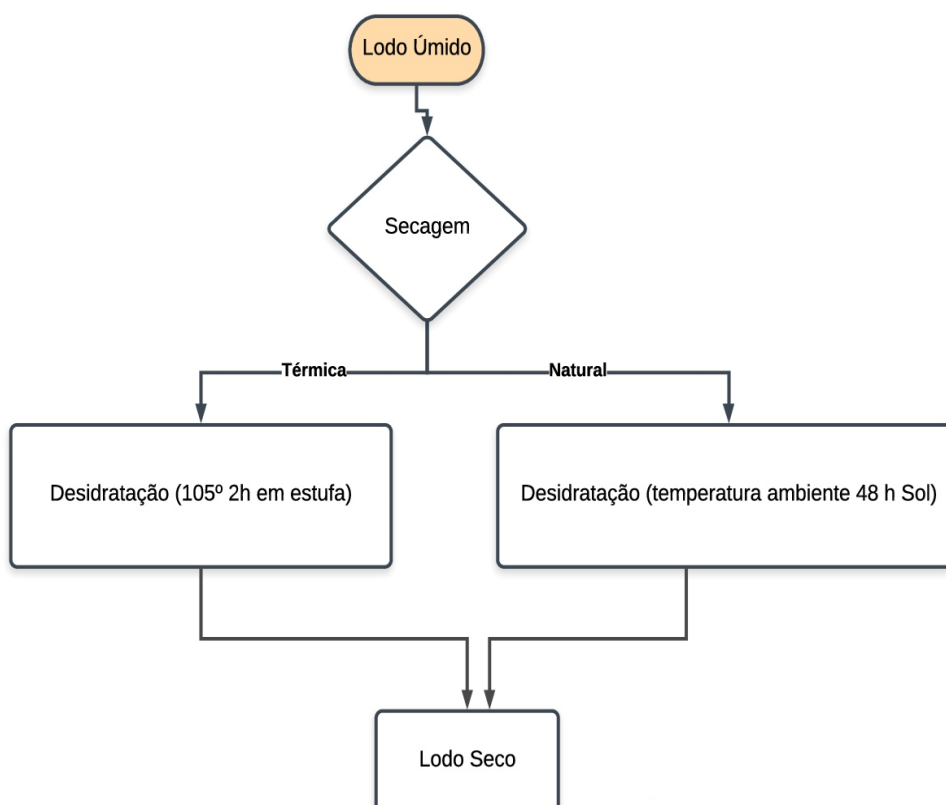 Lodo Úmido
Secagem
Térmica
Natural
Desidratação (105º 2h em estufa)
Desidratação (temperatura ambiente 48 h Sol)
Lodo Seco